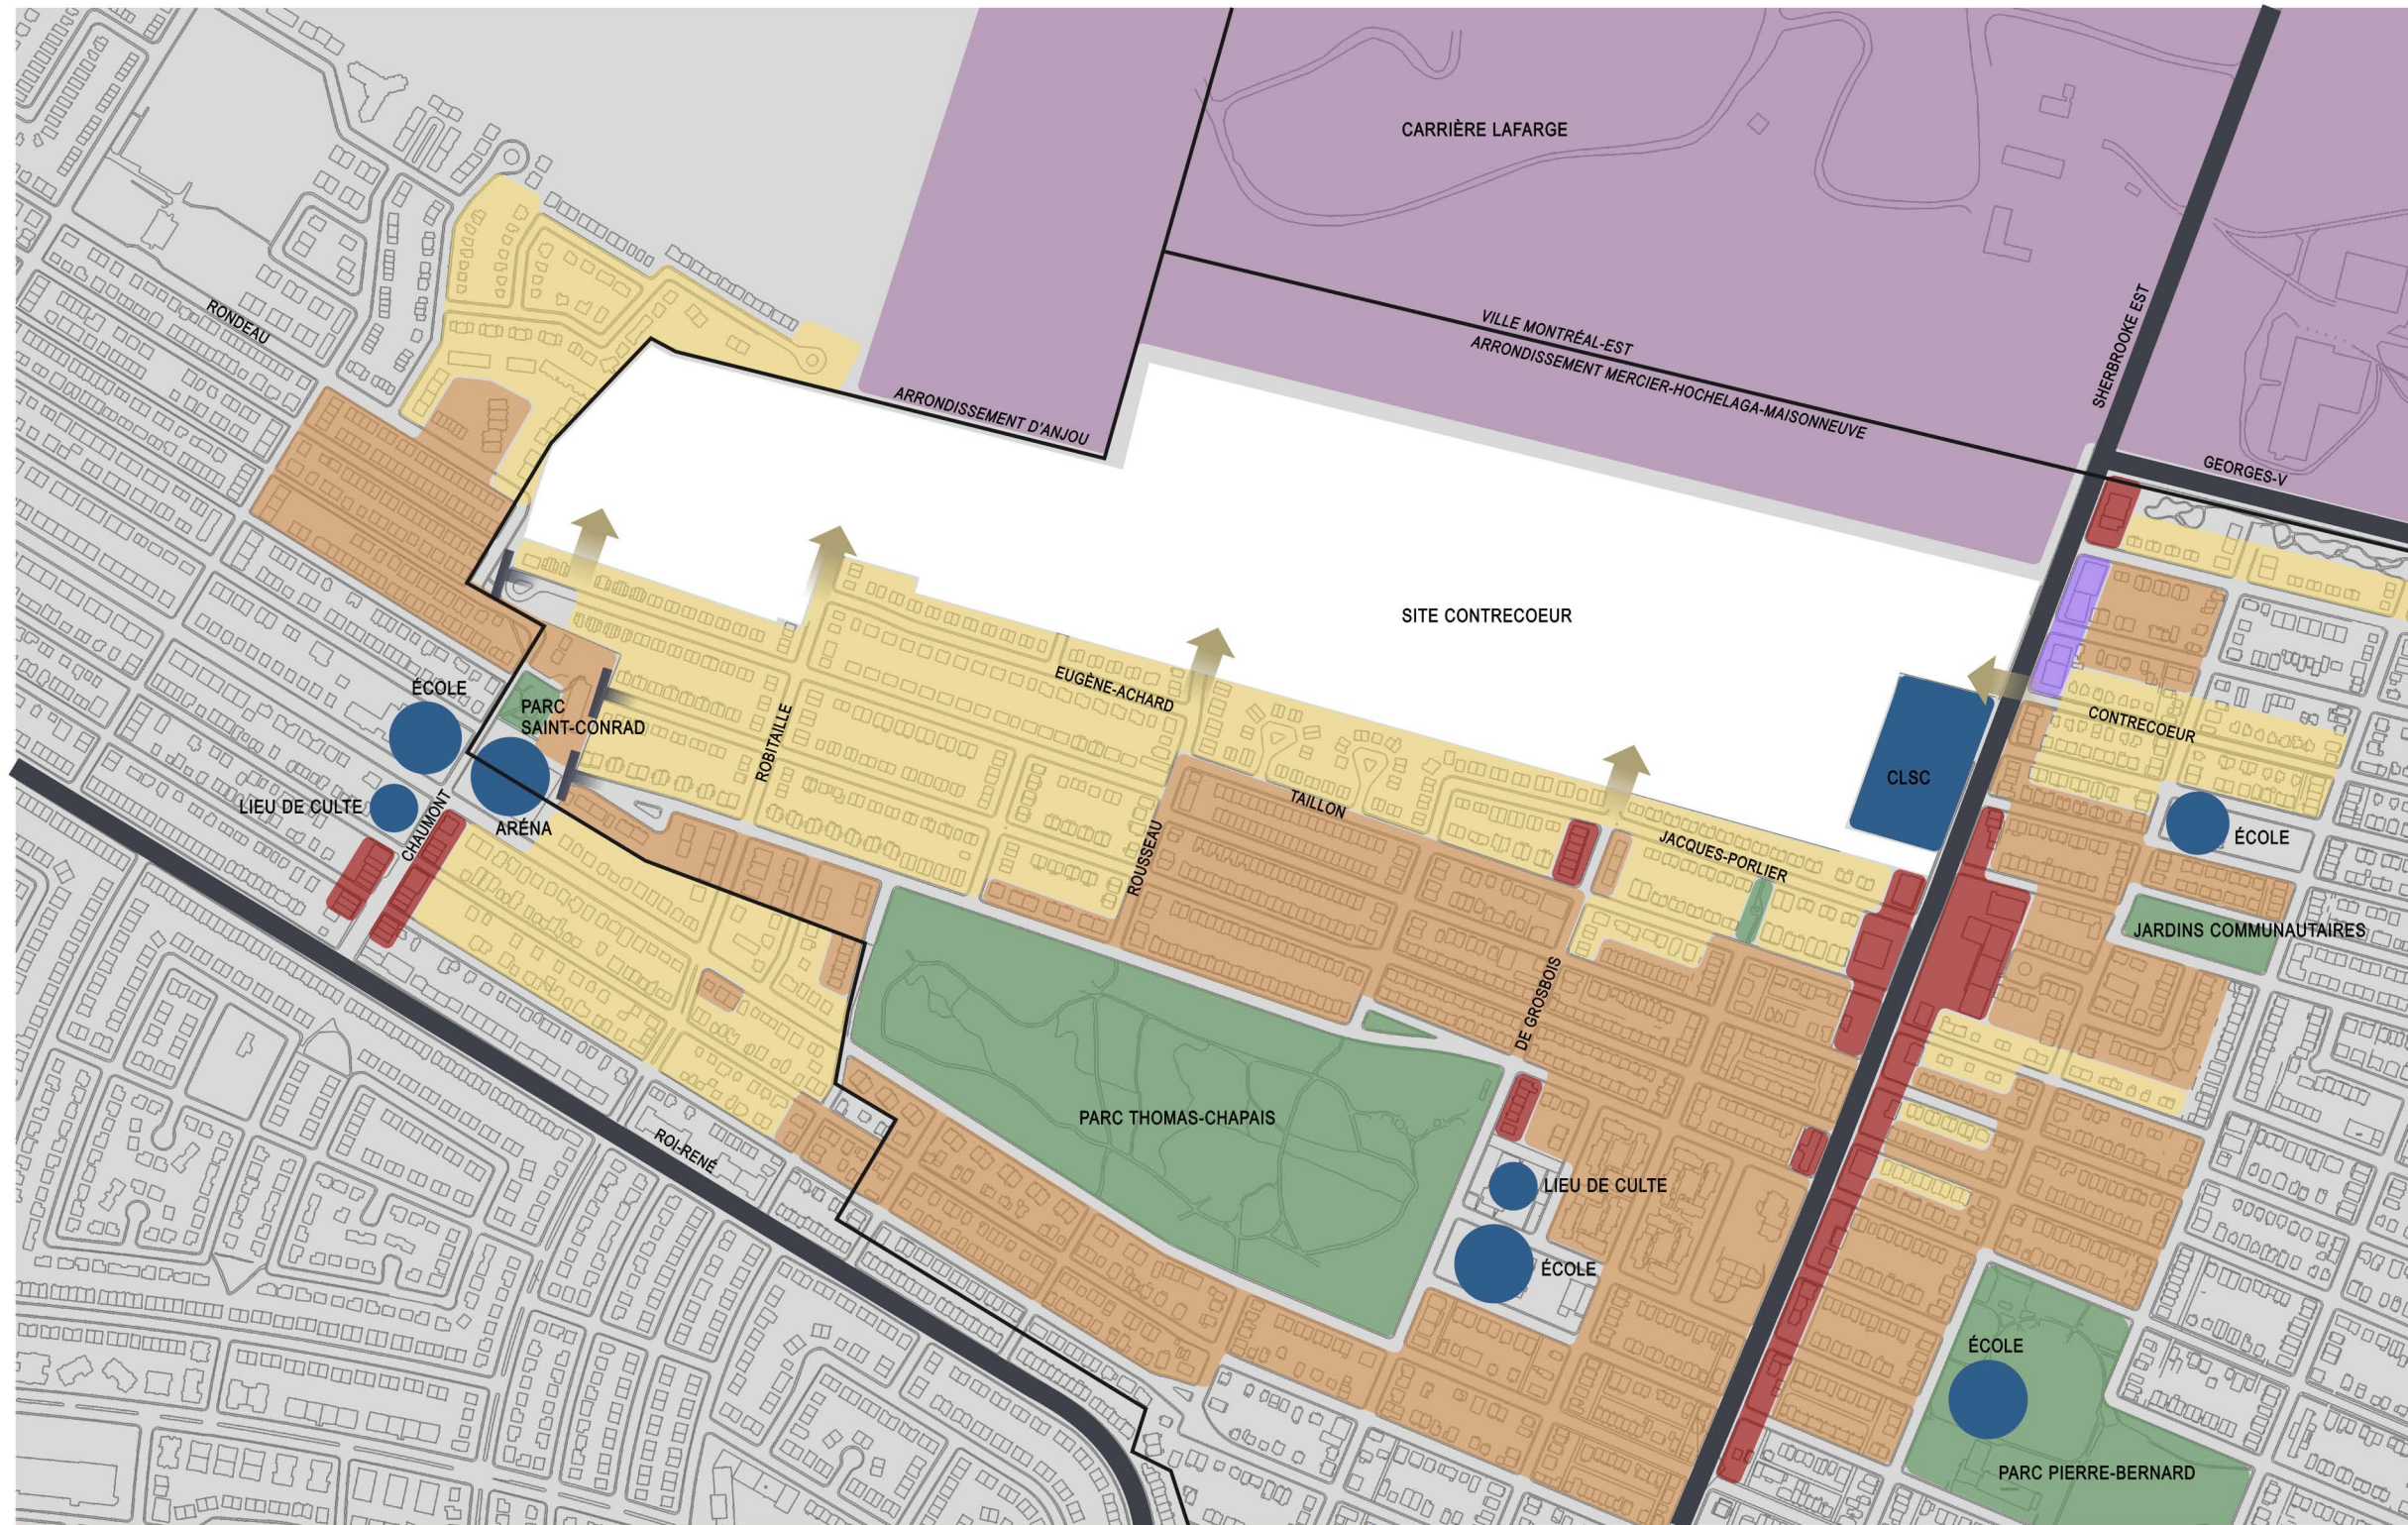 CARRIÈRE LAFARGE
RONDEAU
VILLE MONTRÉAL-EST
ARRONDISSEMENT MERCIER-HOCHELAGA-MAISONNEUVE
SHERBROOKE EST
ARRONDISSEMENT D'ANJOU
GEORGES-V
SITE CONTRECOEUR
ÉCOLE
PARC
SAINT-CONRAD
EUGÈNE-ACHARD
ROBITAILLE
CONTRECOEUR
CLSC
LIEU DE CULTE
CHAUMONT
ARÉNA
TAILLON
ROUSSEAU
JACQUES-PORLIER
ÉCOLE
JARDINS COMMUNAUTAIRES
DE GROSBOIS
PARC THOMAS-CHAPAIS
ROI-RENÉ
LIEU DE CULTE
ÉCOLE
ÉCOLE
PARC PIERRE-BERNARD